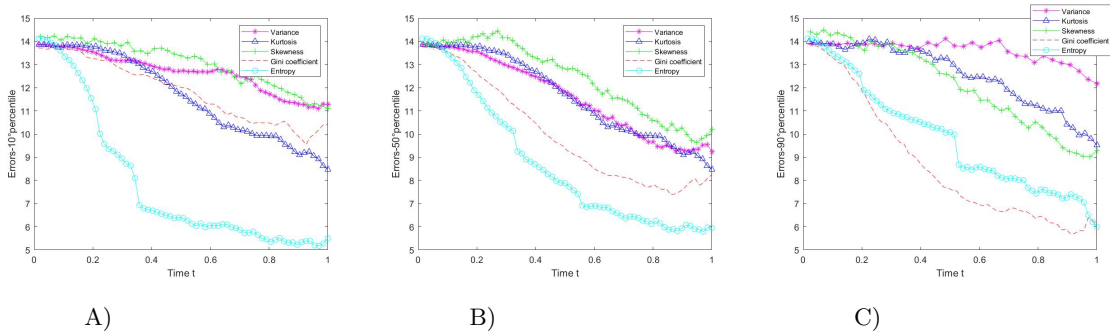 15
14
13
12
11
10
9
8
7
6
5
0
0.2
0.4
0.6
0.8
1
Errors-10°percentile
Time t
Variance
Kurtosis
Skewness
Gini coefficient
Entropy
A)
15
14
13
12
11
10
9
8
7
6
5
0
0.2
0.4
0.6
0.8
1
Errors-50°percentile
Time t
Variance
Kurtosis
Skewness
Gini coefficient
Entropy
B)
15
14
13
12
11
10
9
8
7
6
5
0
0.2
0.4
0.6
0.8
1
Errors-90°percentile
Time t
Variance
Kurtosis
Skewness
Gini coefficient
Entropy
C)